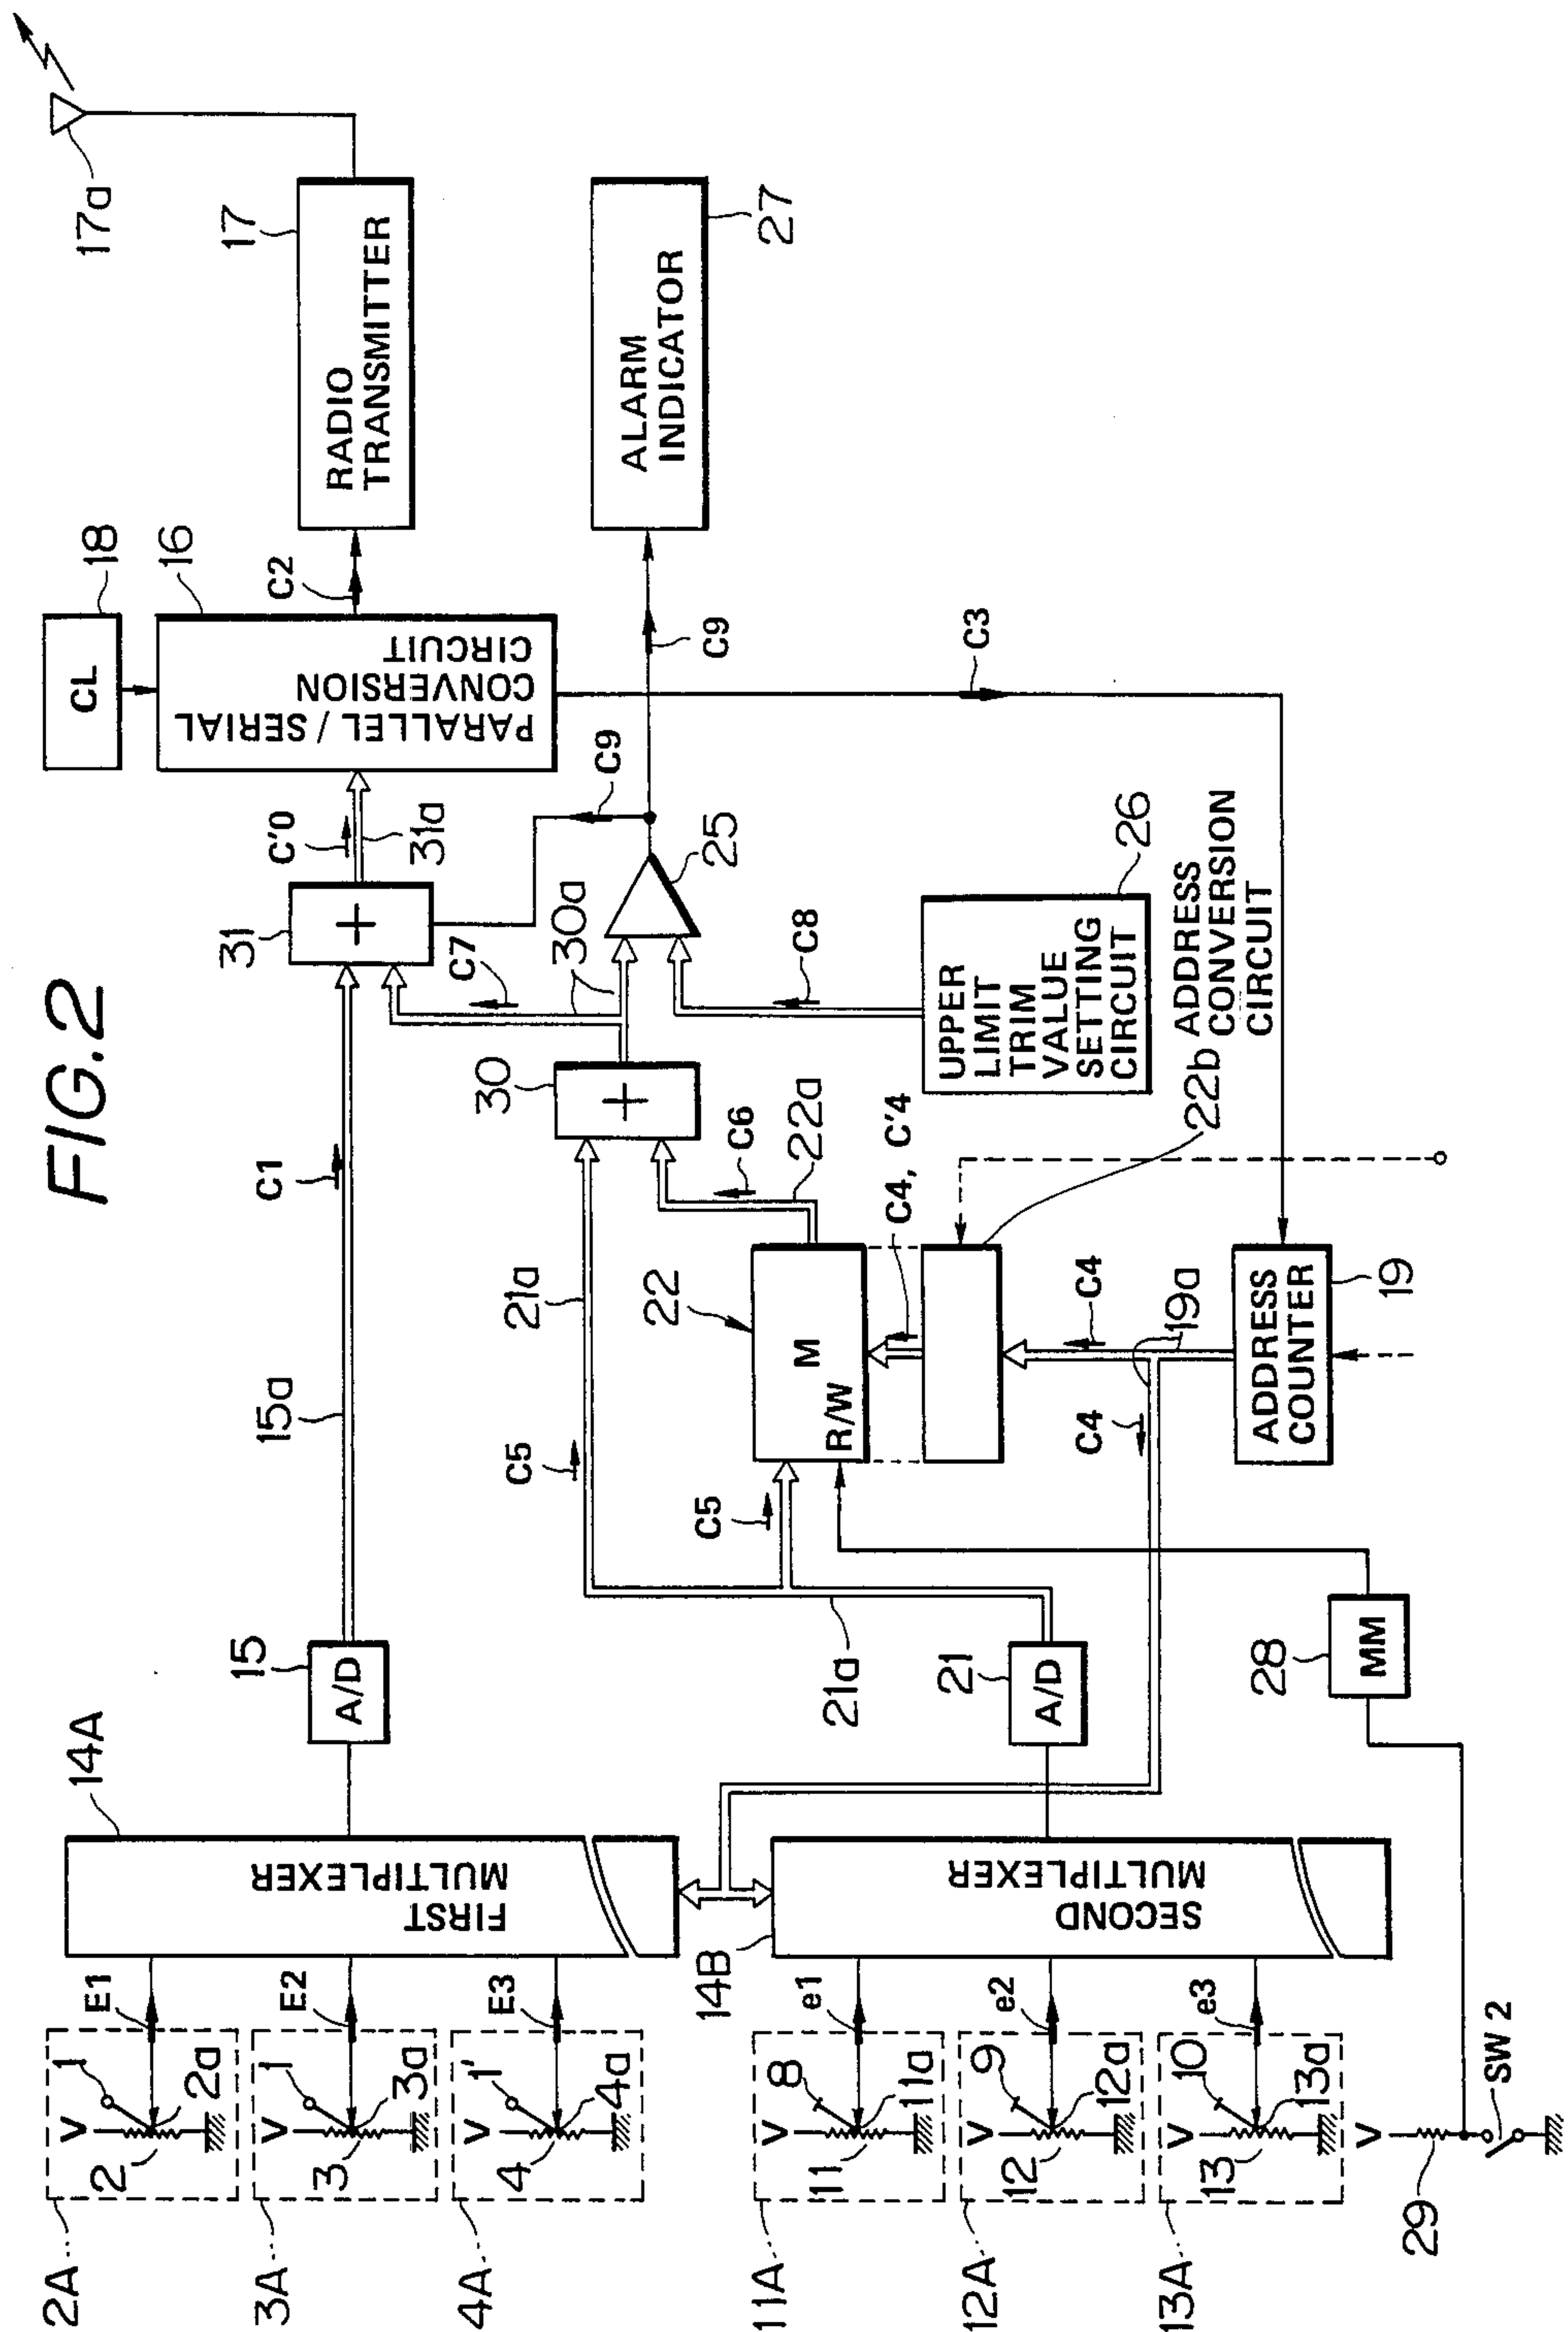 FIG.2
17a
17
RADIO
TRANSMITTER
27
ALARM
INDICATOR
18
CL
16
PARALLEL / SERIAL
CONVERSION
CIRCUIT
C2
C9
C3
C'0
31a
31
+
C9
25
C7
30a
C8
26
UPPER
LIMIT
TRIM
VALUE
SETTING
CIRCUIT
ADDRESS
CONVERSION
CIRCUIT
22b
C1
30
+
C6
22a
C4, C'4
15a
21a
22
M
R/W
C5
C5
C4
19a
C4
19
ADDRESS
COUNTER
15
A/D
21a
21
A/D
28
MM
14A
FIRST
MULTIPLEXER
14B
SECOND
MULTIPLEXER
E1
E2
E3
e1
e2
e3
1
V
2a
2
2A
1
V
3a
3
3A
1'
V
4a
4
4A
8
V
11a
11
11A
9
V
12a
12
12A
10
V
13a
13
13A
V
29
SW 2